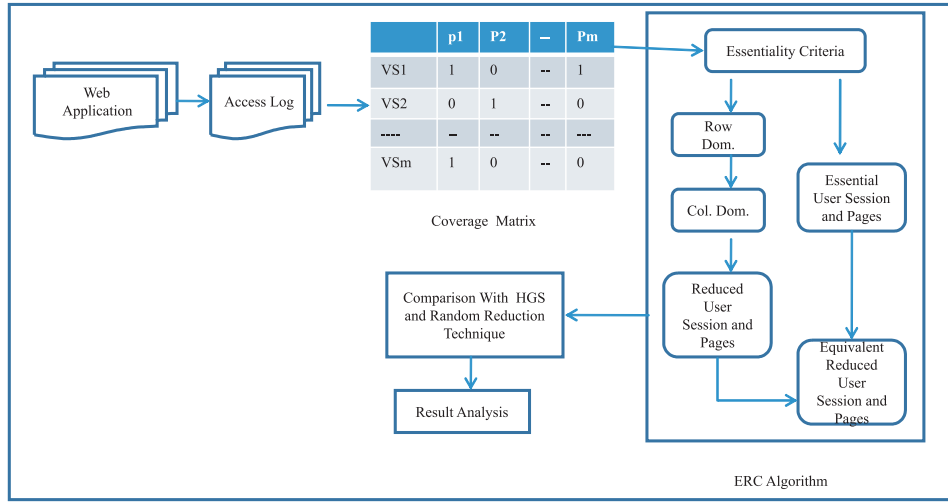 Web
Application
Access Log
p1 P2 -- Pm
VS1 1 0 -- 1
VS2 0 1 -- 0
---- -- -- -- ---
VSm 1 0 -- 0
Coverage Matrix
Essentiality Criteria
Row
Dom.
Col. Dom.
Essential
User Session
and Pages
Reduced
User
Session and
Pages
Equivalent
Reduced
User
Session and
Pages
Comparison With HGS
and Random Reduction
Technique
Result Analysis
ERC Algorithm